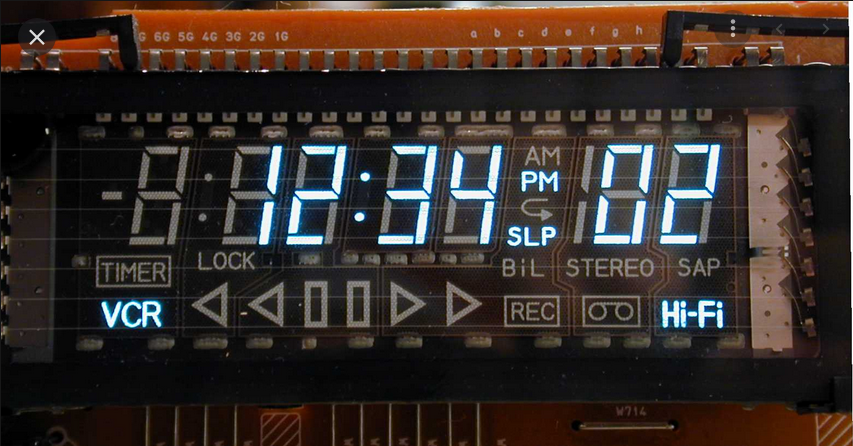 6G 5G 4G 3G 2G 1G a b c d e f g h
AM
12:34 PM 02
SLP
TIMER LOCK BiL STEREO SAP
VCR REC Hi-Fi
W714